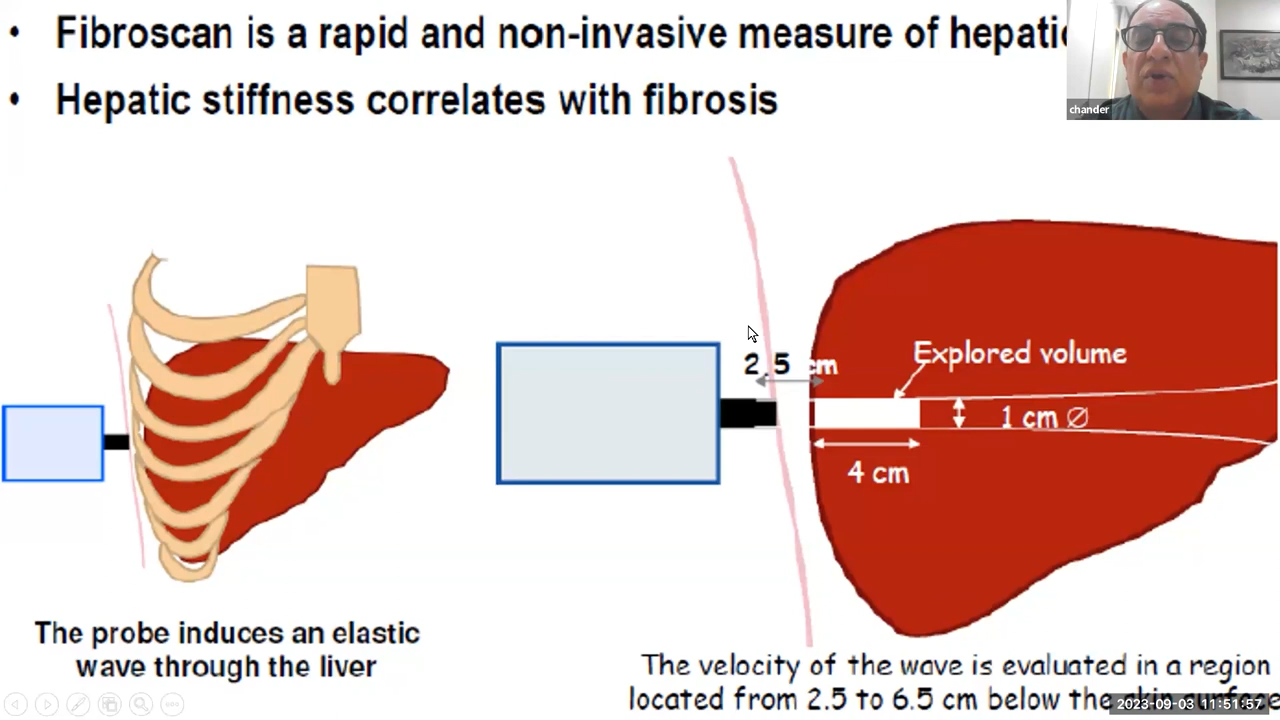 • Fibroscan is a rapid and non-invasive measure of hepatic
• Hepatic stiffness correlates with fibrosis
chander
2.5 cm
Explored volume
1 cm ∅
4 cm
The probe induces an elastic
wave through the liver
The velocity of the wave is evaluated in a region
located from 2.5 to 6.5 cm below the skin surface
2023-09-03 11:51:57